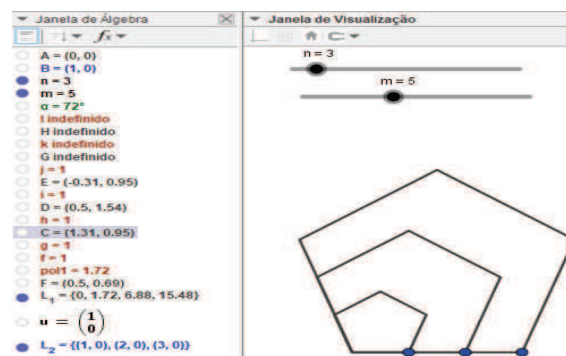 Janela de Álgebra
Janela de Visualização
fx
A = (0, 0)
B = (1, 0)
n = 3
m = 5
α = 72°
l indefinido
H indefinido
k indefinido
G indefinido
j = 1
E = (-0.31, 0.95)
i = 1
D = (0.5, 1.54)
h = 1
C = (1.31, 0.95)
g = 1
f = 1
pol1 = 1.72
F = (0.5, 0.69)
L₁ = {0, 1.72, 6.88, 15.48}
u = (1
0)
L₂ = {(1, 0), (2, 0), (3, 0)}
n = 3
m = 5